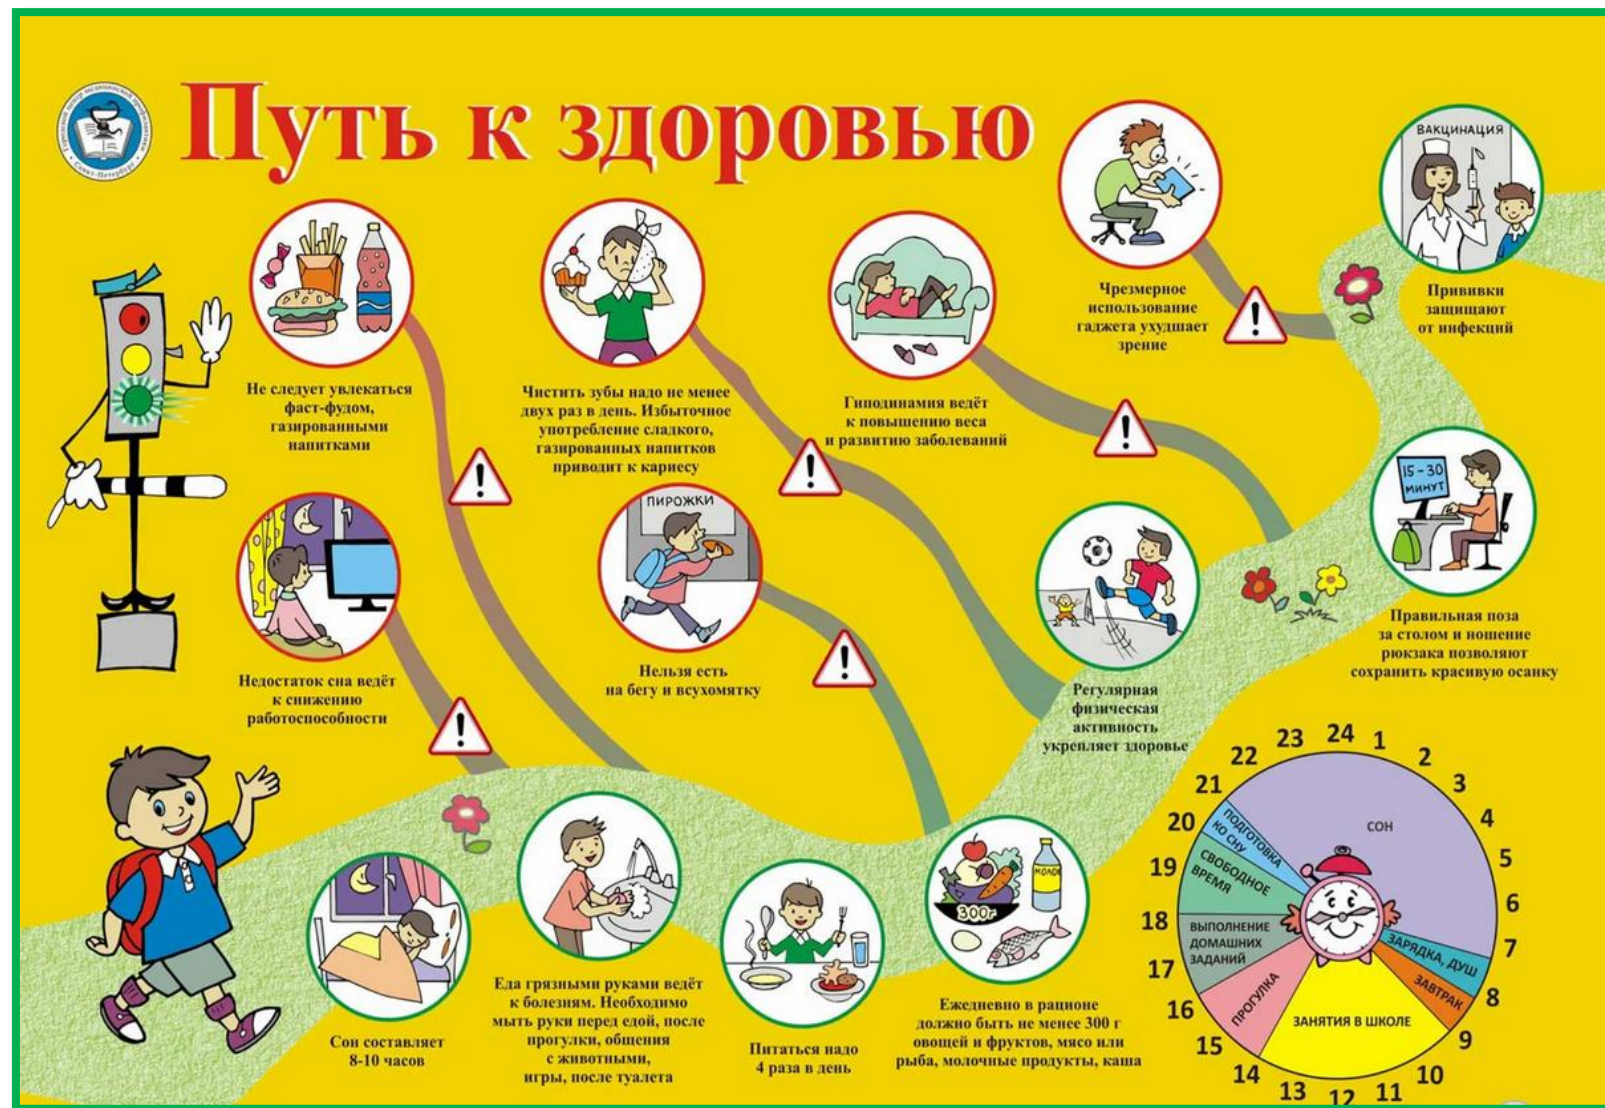 Городской центр медицинской профилактики
Санкт-Петербург
Путь к здоровью
ВАКЦИНАЦИЯ
Прививки
защищают
от инфекций
Чрезмерное
использование
гаджета ухудшает
зрение
Не следует увлекаться
фаст-фудом,
газированными
напитками
Чистить зубы надо не менее
двух раз в день. Избыточное
употребление сладкого,
газированных напитков
приводит к кариесу
Гиподинамия ведёт
к повышению веса
и развитию заболеваний
15-30
МИНУТ
Правильная поза
за столом и ношение
рюкзака позволяют
сохранить красивую осанку
Недостаток сна ведёт
к снижению
работоспособности
ПИРОЖКИ
Нельзя есть
на бегу и всухомятку
Регулярная
физическая
активность
укрепляет здоровье
Сон составляет
8-10 часов
Еда грязными руками ведёт
к болезням. Необходимо
мыть руки перед едой, после
прогулки, общения
с животными,
игры, после туалета
Питаться надо
4 раза в день
300г
МОЛОК
Ежедневно в рационе
должно быть не менее 300 г
овощей и фруктов, мясо или
рыба, молочные продукты, каша
24
1
2
3
4
5
6
7
8
9
10
11
12
13
14
15
16
17
18
19
20
21
22
23
СОН
ЗАРЯДКА, ДУШ
ЗАВТРАК
ЗАНЯТИЯ В ШКОЛЕ
ПРОГУЛКА
ВЫПОЛНЕНИЕ
ДОМАШНИХ
ЗАДАНИЙ
СВОБОДНОЕ
ВРЕМЯ
ПОДГОТОВКА
КО СНУ